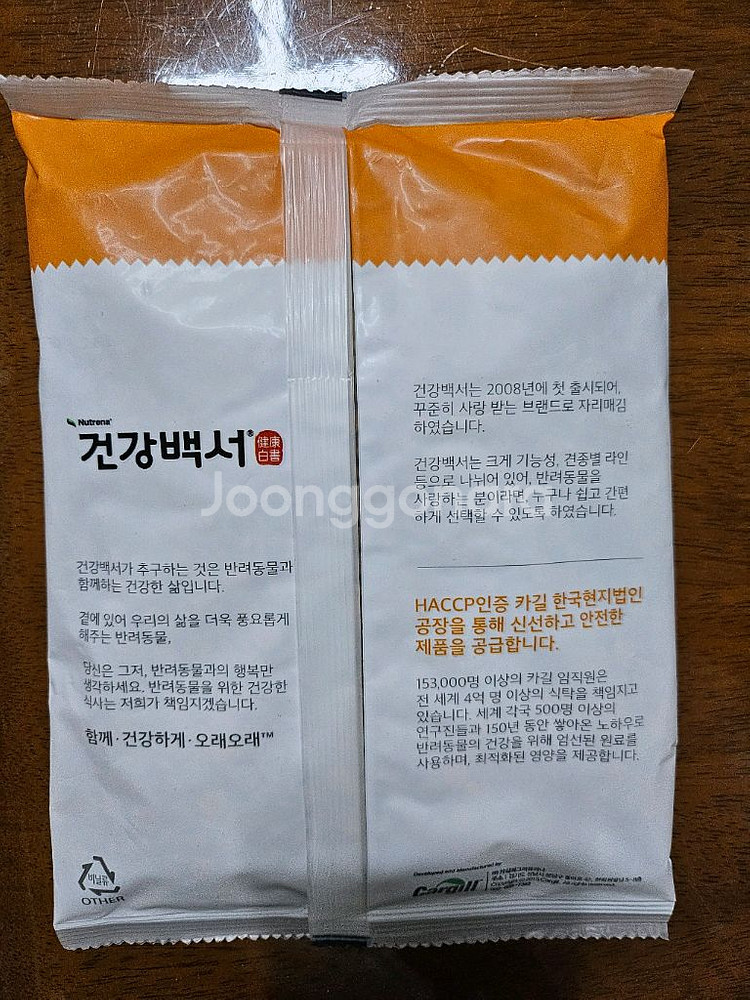 Nutrena®
건강백서®
健康
白書
건강백서가 추구하는 것은 반려동물과
함께하는 건강한 삶입니다.
곁에 있어 우리의 삶을 더욱 풍요롭게
해주는 반려동물,
당신은 그저, 반려동물과의 행복만
생각하세요. 반려동물을 위한 건강한
식사는 저희가 책임지겠습니다.
함께·건강하게·오래오래™
비닐류
OTHER
건강백서는 2008년에 첫 출시되어,
꾸준히 사랑 받는 브랜드로 자리매김
하였습니다.
건강백서는 크게 기능성, 견종별 라인
등으로 나뉘어 있어, 반려동물을
사랑하는 분이라면, 누구나 쉽고 간편
하게 선택할 수 있도록 하였습니다.
HACCP인증 카길 한국현지법인
공장을 통해 신선하고 안전한
제품을 공급합니다.
153,000명 이상의 카길 임직원은
전 세계 4억 명 이상의 식탁을 책임지고
있습니다. 세계 각국 500명 이상의
연구진들과 150년 동안 쌓아온 노하우로
반려동물의 건강을 위해 엄선된 원료를
사용하며, 최적화된 영양을 제공합니다.
Developed and Manufactured by
Cargill
All rights reserved.
Joonggonara